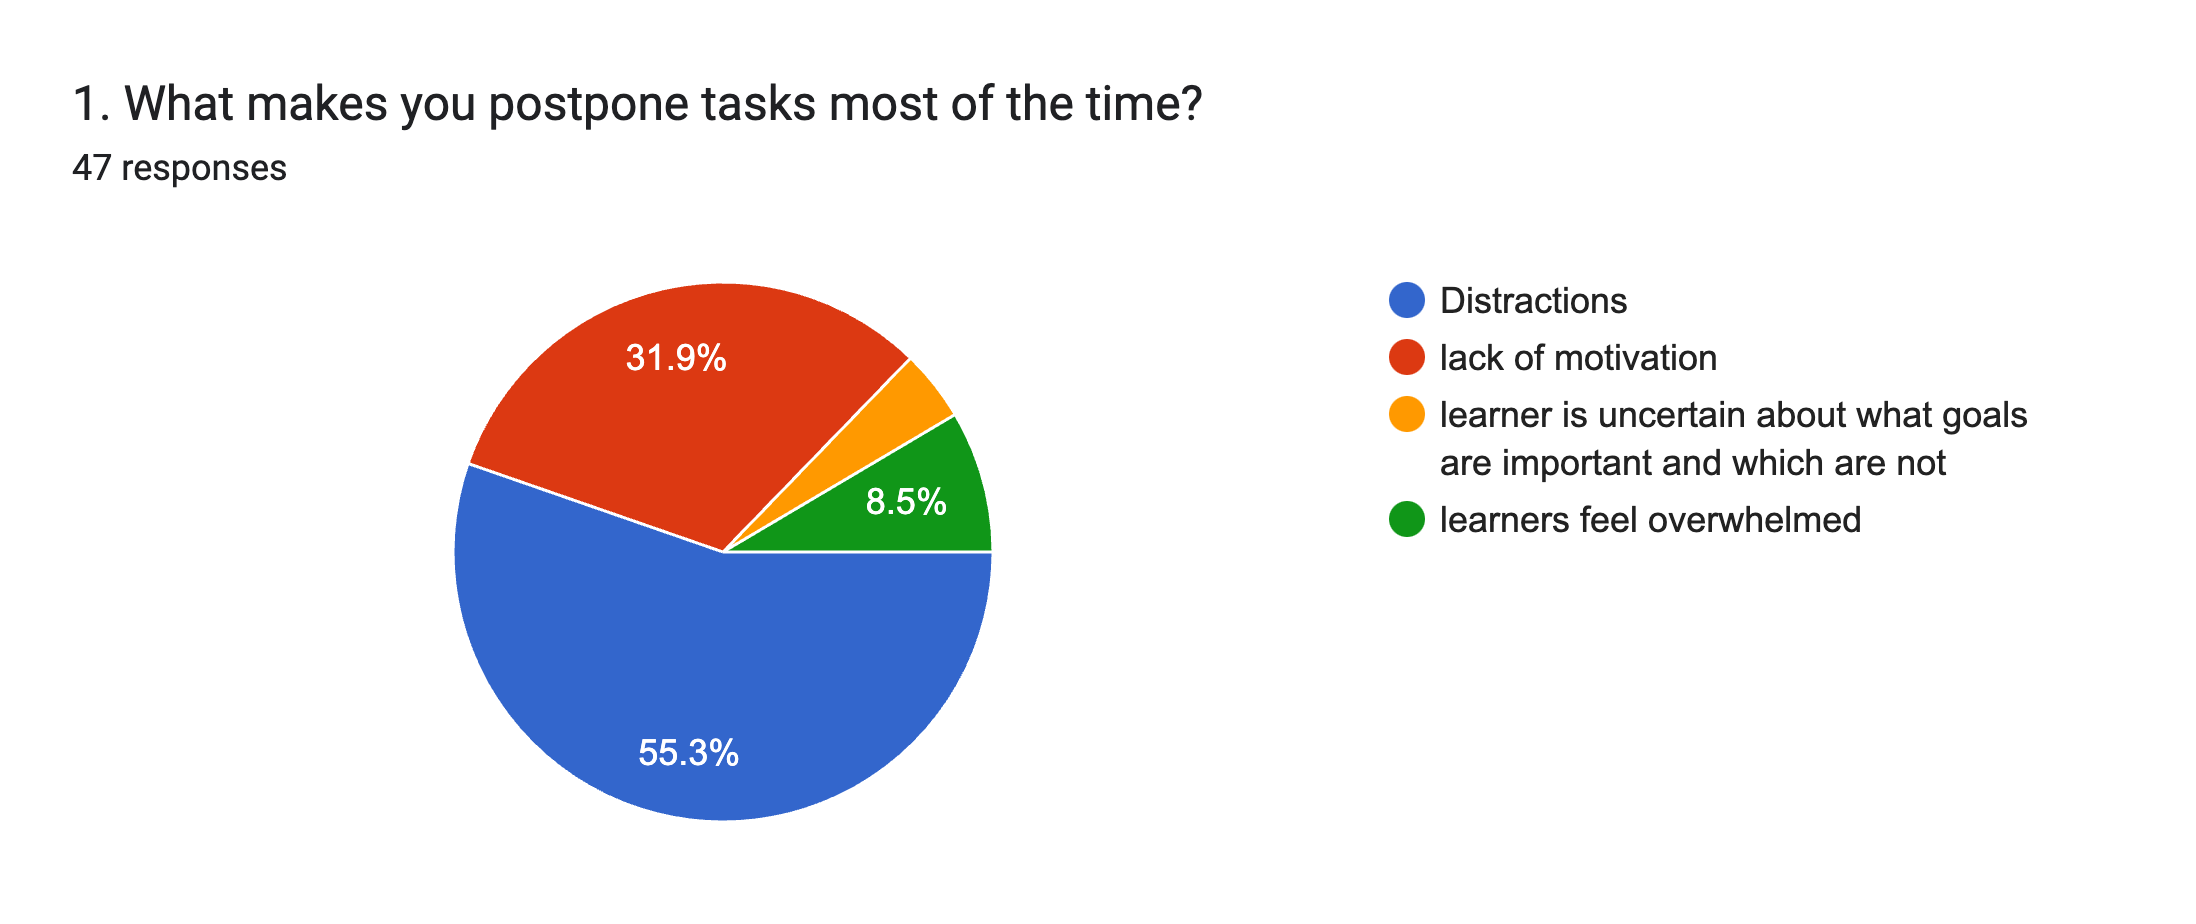 1. What makes you postpone tasks most of the time?
47 responses
31.9%
8.5%
55.3%
Distractions
lack of motivation
learner is uncertain about what goals
are important and which are not
learners feel overwhelmed